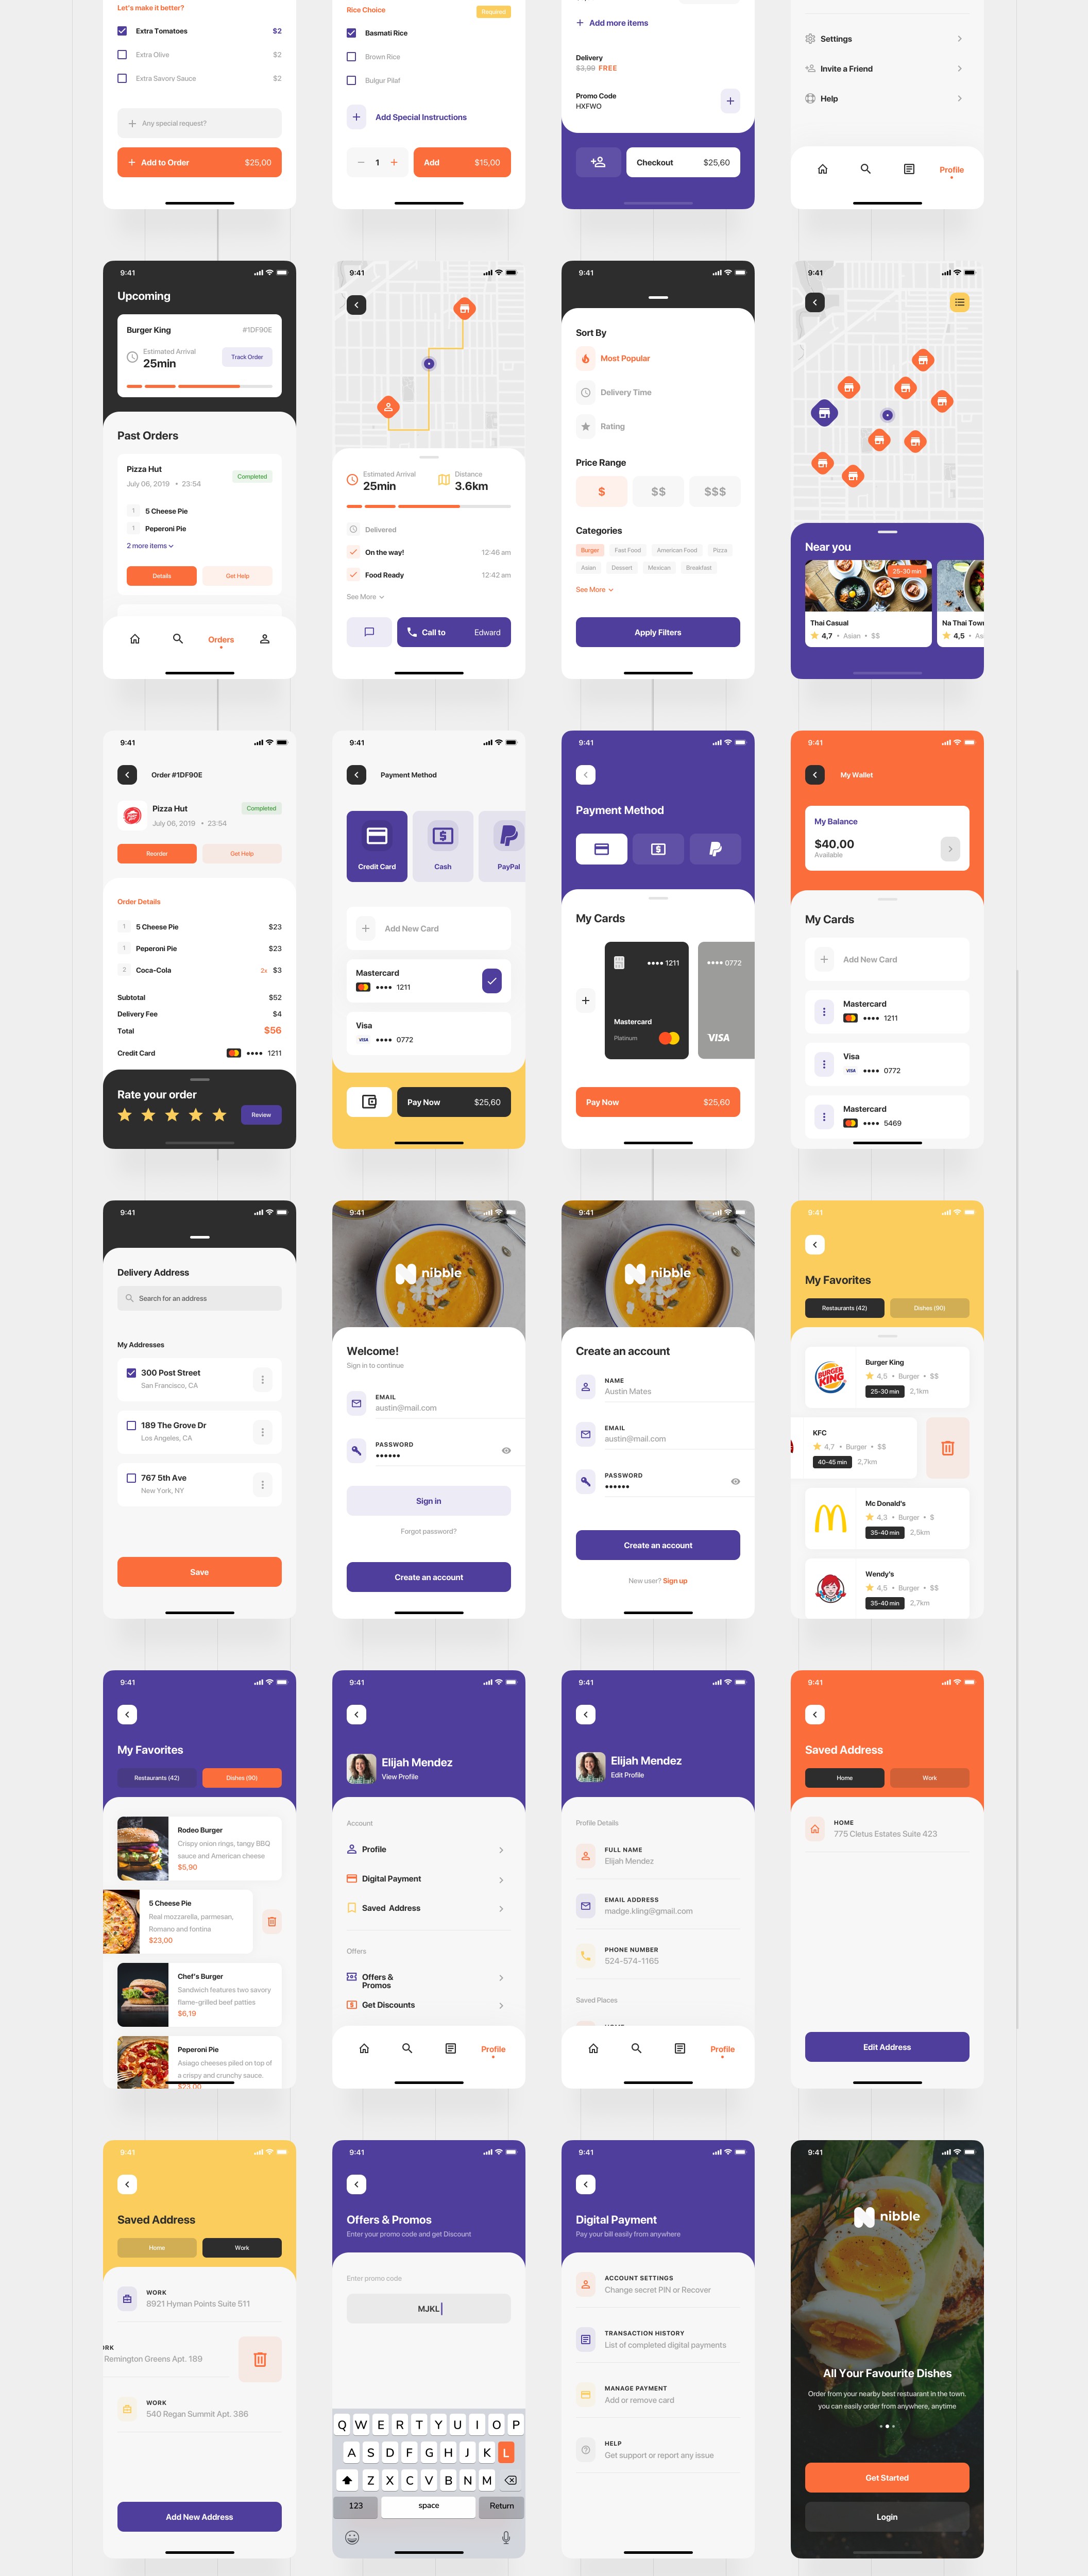 Let's make it better?
Extra Tomatoes $2
Extra Olive $2
Extra Savory Sauce $2
Any special request?
Add to Order $25,00
Rice Choice Required
Basmati Rice
Brown Rice
Bulgur Pilaf
Add Special Instructions
1 Add $15,00
Add more items
Delivery
$3,99 FREE
Promo Code
HXFWO
Checkout $25,60
Settings
Invite a Friend
Help
Profile
9:41
Upcoming
Burger King #1DF90E
Estimated Arrival
25min
Track Order
Past Orders
Pizza Hut
July 06, 2019 • 23:54
Completed
1 5 Cheese Pie
1 Peperoni Pie
2 more items
Details Get Help
Orders
9:41
Estimated Arrival
25min
Distance
3.6km
Delivered
On the way! 12:46 am
Food Ready 12:42 am
See More
Call to Edward
9:41
Sort By
Most Popular
Delivery Time
Rating
Price Range
$ $$ $$$
Categories
Burger Fast Food American Food Pizza
Asian Dessert Mexican Breakfast
See More
Apply Filters
9:41
Near you
25-30 min
Thai Casual
4,7 • Asian • $$
Na Thai Town
4,5 • As
9:41
Order #1DF90E
Pizza Hut
July 06, 2019 • 23:54
Completed
Reorder Get Help
Order Details
1 5 Cheese Pie $23
1 Peperoni Pie $23
2 Coca-Cola 2x $3
Subtotal $52
Delivery Fee $4
Total $56
Credit Card •••• 1211
Rate your order
Review
9:41
Payment Method
Credit Card Cash PayPal
Add New Card
Mastercard
•••• 1211
Visa
VISA •••• 0772
Pay Now $25,60
9:41
Payment Method
My Cards
•••• 1211
Mastercard
Platinum
•••• 0772
VISA
Pay Now $25,60
9:41
My Wallet
My Balance
$40,00
Available
My Cards
Add New Card
Mastercard
•••• 1211
Visa
VISA •••• 0772
Mastercard
•••• 5469
9:41
Delivery Address
Search for an address
My Addresses
300 Post Street
San Francisco, CA
189 The Grove Dr
Los Angeles, CA
767 5th Ave
New York, NY
Save
9:41
nibble
Welcome!
Sign in to continue
EMAIL
austin@mail.com
PASSWORD
••••••
Sign in
Forgot password?
Create an account
9:41
nibble
Create an account
NAME
Austin Mates
EMAIL
austin@mail.com
PASSWORD
••••••
Create an account
New user? Sign up
9:41
My Favorites
Restaurants (42) Dishes (90)
BURGER KING
Burger King
4,5 • Burger • $$
25-30 min 2,1km
KFC
4,7 • Burger • $$
40-45 min 2,7km
Mc Donald's
4,3 • Burger • $
35-40 min 2,5km
Wendy's
4,5 • Burger • $$
35-40 min 2,7km
9:41
My Favorites
Restaurants (42) Dishes (90)
Rodeo Burger
Crispy onion rings, tangy BBQ
sauce and American cheese
$5,90
5 Cheese Pie
Real mozzarella, parmesan,
Romano and fontina
$23,00
Chef's Burger
Sandwich features two savory
flame-grilled beef patties
$6,19
Peperoni Pie
Asiago cheeses piled on top of
a crispy and crunchy sauce.
$23,00
9:41
Elijah Mendez
View Profile
Account
Profile
Digital Payment
Saved Address
Offers
Offers &
Promos
Get Discounts
Profile
9:41
Elijah Mendez
Edit Profile
Profile Details
FULL NAME
Elijah Mendez
EMAIL ADDRESS
madge.kling@gmail.com
PHONE NUMBER
524-574-1165
Saved Places
HOME
Profile
9:41
Saved Address
Home Work
HOME
775 Cletus Estates Suite 423
Edit Address
9:41
Saved Address
Home Work
WORK
8921 Hyman Points Suite 511
ORK
Remington Greens Apt. 189
WORK
540 Regan Summit Apt. 386
Add New Address
9:41
Offers & Promos
Enter your promo code and get Discount
Enter promo code
MJKL
Q W E R T Y U I O P
A S D F G H J K L
Z X C V B N M
123 space Return
9:41
Digital Payment
Pay your bill easily from anywhere
ACCOUNT SETTINGS
Change secret PIN or Recover
TRANSACTION HISTORY
List of completed digital payments
MANAGE PAYMENT
Add or remove card
HELP
Get support or report any issue
9:41
nibble
All Your Favourite Dishes
Order from your nearby best restuarant in the town.
you can easily order from anywhere, anytime
Get Started
Login